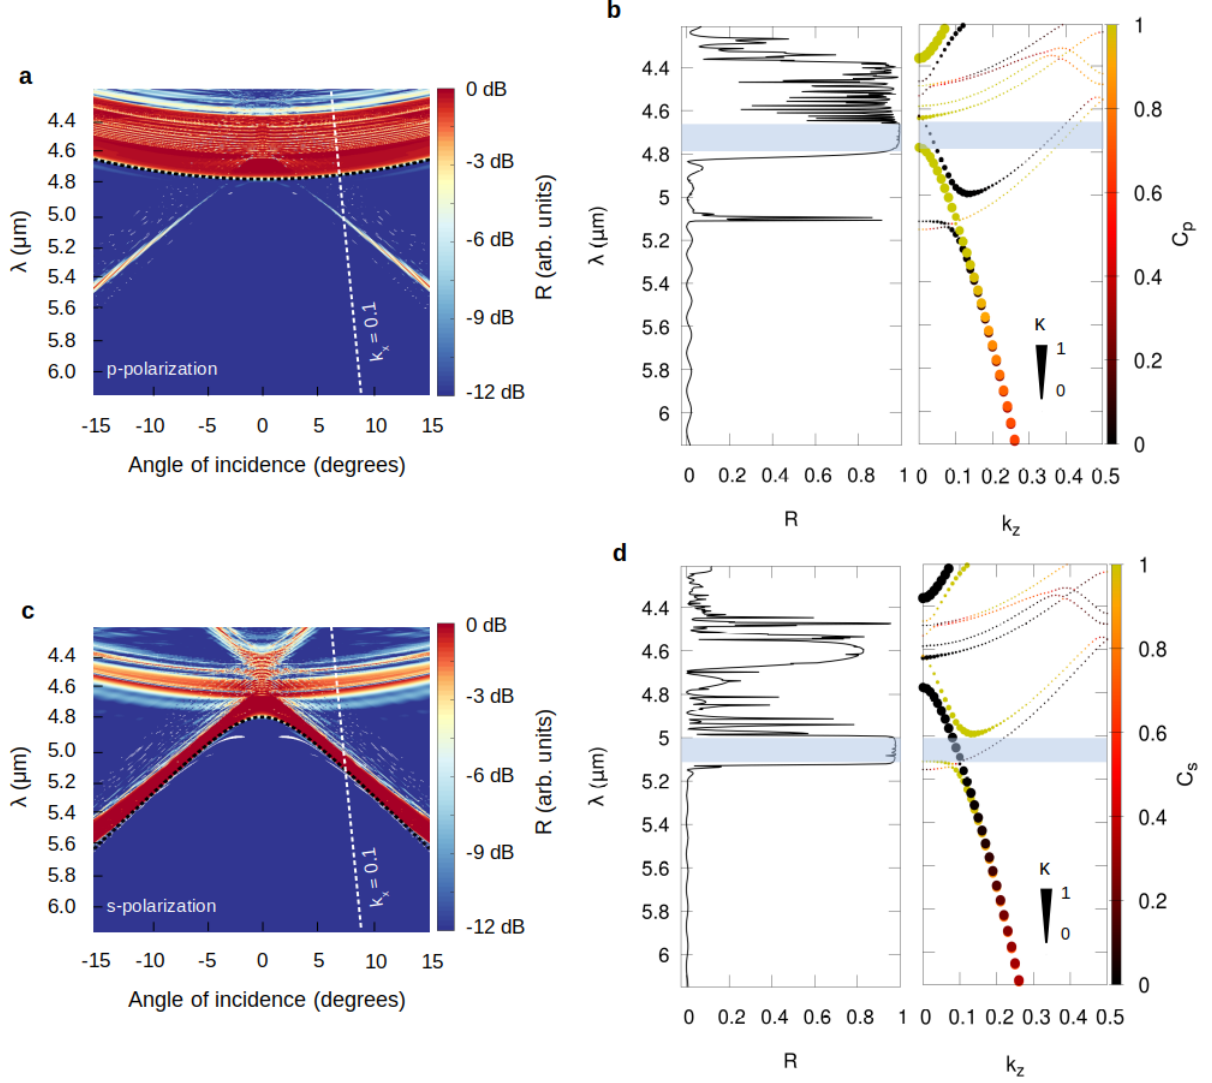 a
λ (μm)
4.4
4.6
4.8
5.0
5.2
5.4
5.6
5.8
6.0
p-polarization
k_x = 0.1
-15 -10 -5 0 5 10 15
Angle of incidence (degrees)
0 dB
-3 dB
-6 dB
-9 dB
-12 dB
R (arb. units)
b
λ (μm)
4.4
4.6
4.8
5
5.2
5.4
5.6
5.8
6
0 0.2 0.4 0.6 0.8 1
R
K
1
0
0 0.1 0.2 0.3 0.4 0.5
k_z
1
0.8
0.6
0.4
0.2
0
C_p
c
λ (μm)
4.4
4.6
4.8
5.0
5.2
5.4
5.6
5.8
6.0
s-polarization
k_x = 0.1
-15 -10 -5 0 5 10 15
Angle of incidence (degrees)
0 dB
-3 dB
-6 dB
-9 dB
-12 dB
R (arb. units)
d
λ (μm)
4.4
4.6
4.8
5
5.2
5.4
5.6
5.8
6
0 0.2 0.4 0.6 0.8 1
R
K
1
0
0 0.1 0.2 0.3 0.4 0.5
k_z
1
0.8
0.6
0.4
0.2
0
C_s